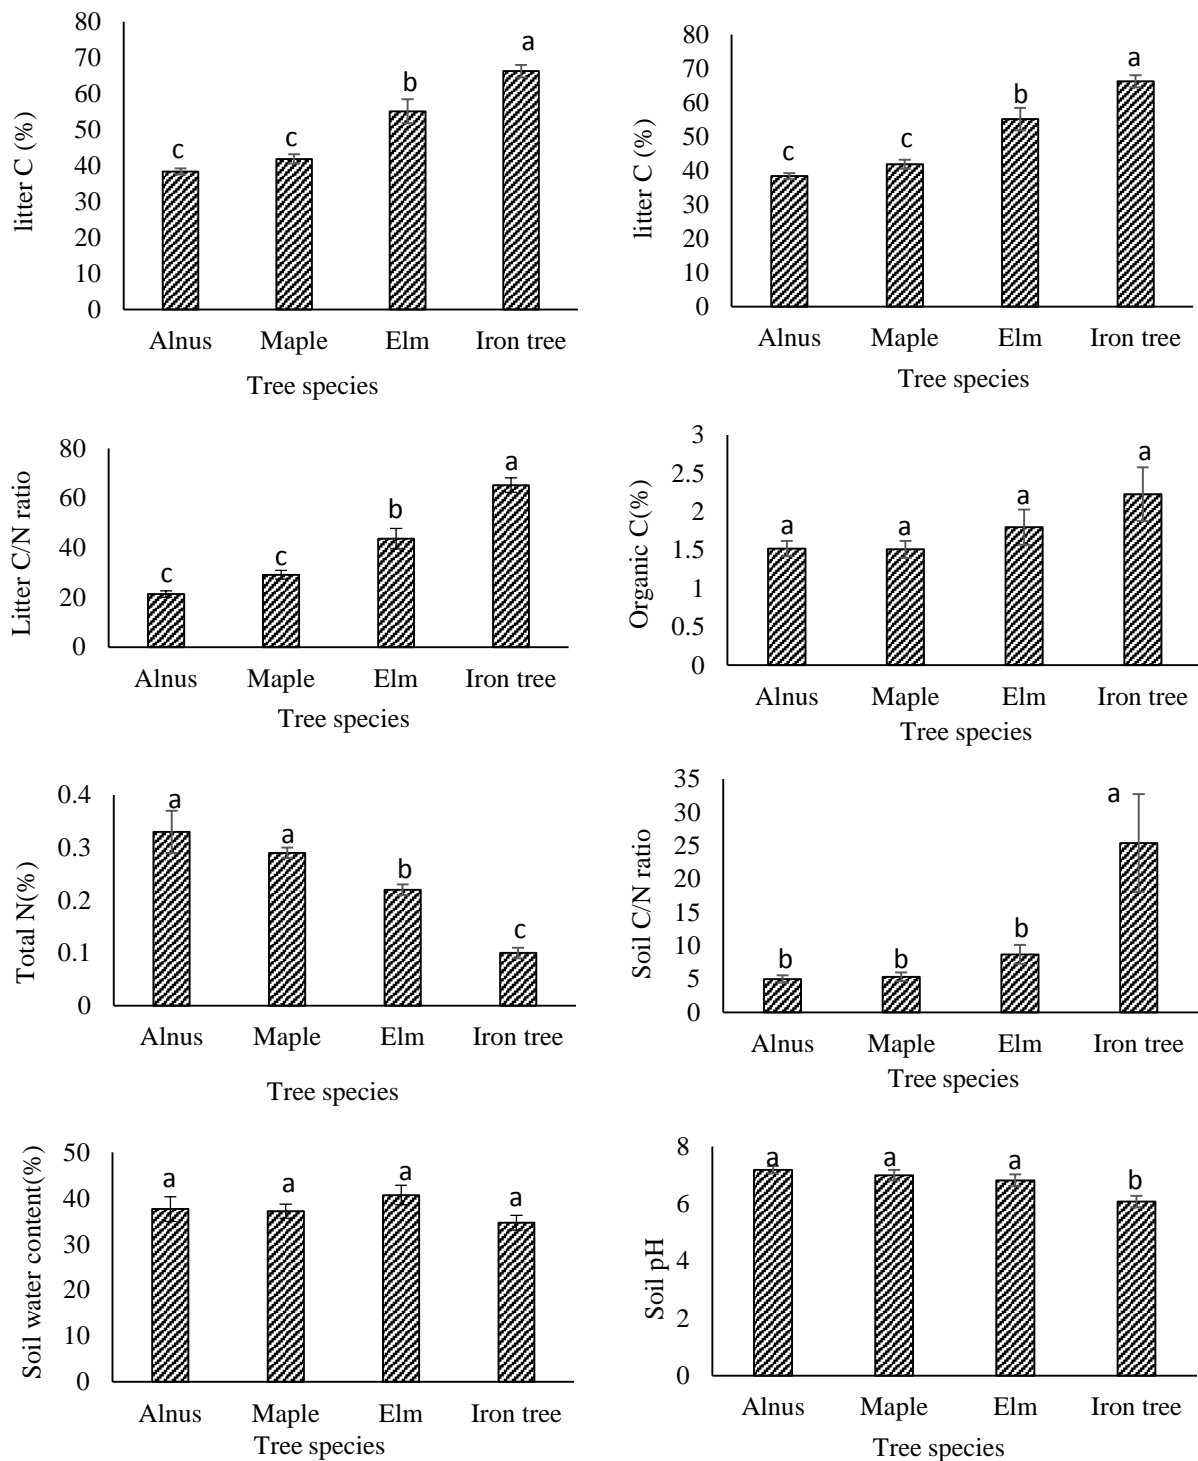 litter C (%)
80
70
60
50
40
30
20
10
0
c
c
b
a
Alnus Maple Elm Iron tree
Tree species
litter C (%)
80
70
60
50
40
30
20
10
0
c
c
b
a
Alnus Maple Elm Iron tree
Tree species
Litter C/N ratio
80
60
40
20
0
c
c
b
a
Alnus Maple Elm Iron tree
Tree species
Organic C(%)
3
2.5
2
1.5
1
0.5
0
a
a
a
a
Alnus Maple Elm Iron tree
Tree species
Total N(%)
0.4
0.3
0.2
0.1
0
a
a
b
c
Alnus Maple Elm Iron tree
Tree species
Soil C/N ratio
35
30
25
20
15
10
5
0
b
b
b
a
Alnus Maple Elm Iron tree
Tree species
Soil water content(%)
50
40
30
20
10
0
a
a
a
a
Alnus Maple Elm Iron tree
Tree species
Soil pH
8
6
4
2
0
a
a
a
b
Alnus Maple Elm Iron tree
Tree species